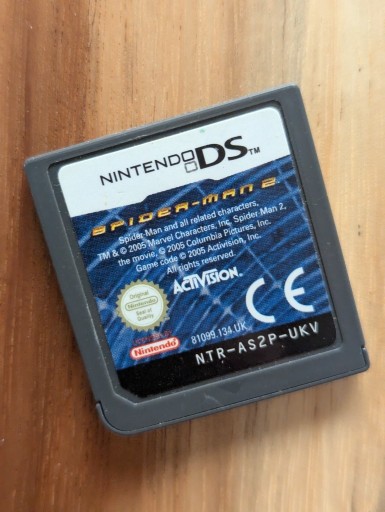 NINTENDO DS™
SPIDER-MAN 2
Spider-Man and all related characters,
TM & © 2005 Marvel Characters, Inc. Spider-Man 2,
the movie, © 2005 Columbia Pictures, Inc.
Game code © 2005 Activision, Inc.
All rights reserved.
ACTIVISION
Original
Nintendo
Seal of
Quality
CE
Nintendo
81099.134.UK
NTR-AS2P-UKV